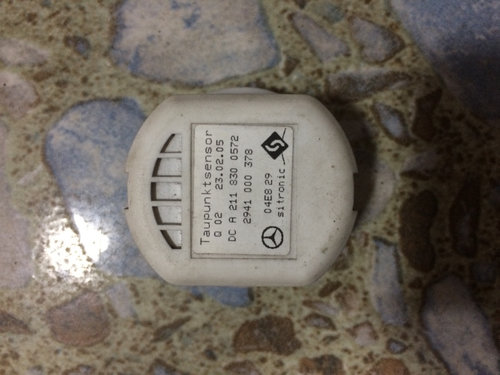 Taupunktsensor
Q 02 23.02.05
DC A 211 830 0572
2941 000 378
04E8 29
sitronic